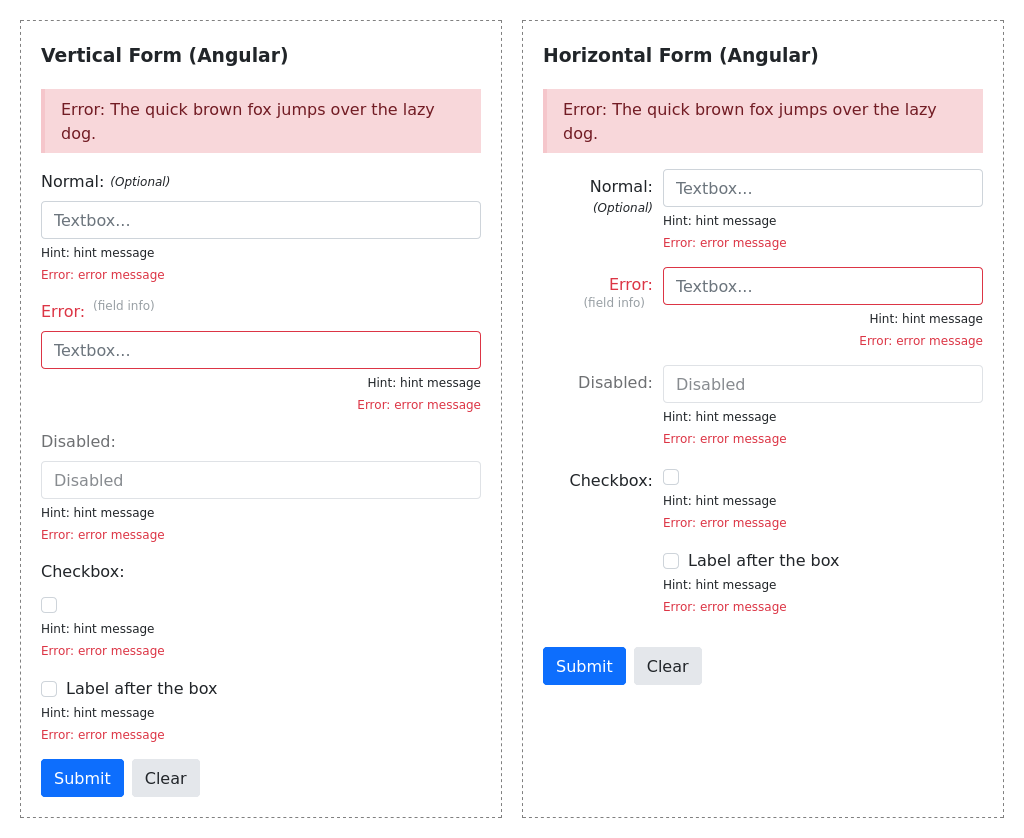 Vertical Form (Angular)
Error: The quick brown fox jumps over the lazy
dog.
Normal: (Optional)
Textbox...
Hint: hint message
Error: error message
Error: (field info)
Textbox...
Hint: hint message
Error: error message
Disabled:
Disabled
Hint: hint message
Error: error message
Checkbox:
Hint: hint message
Error: error message
Label after the box
Hint: hint message
Error: error message
Submit Clear
Horizontal Form (Angular)
Error: The quick brown fox jumps over the lazy
dog.
Normal: Textbox...
(Optional) Hint: hint message
Error: error message
Error: Textbox...
(field info)
Hint: hint message
Error: error message
Disabled: Disabled
Hint: hint message
Error: error message
Checkbox:
Hint: hint message
Error: error message
Label after the box
Hint: hint message
Error: error message
Submit Clear